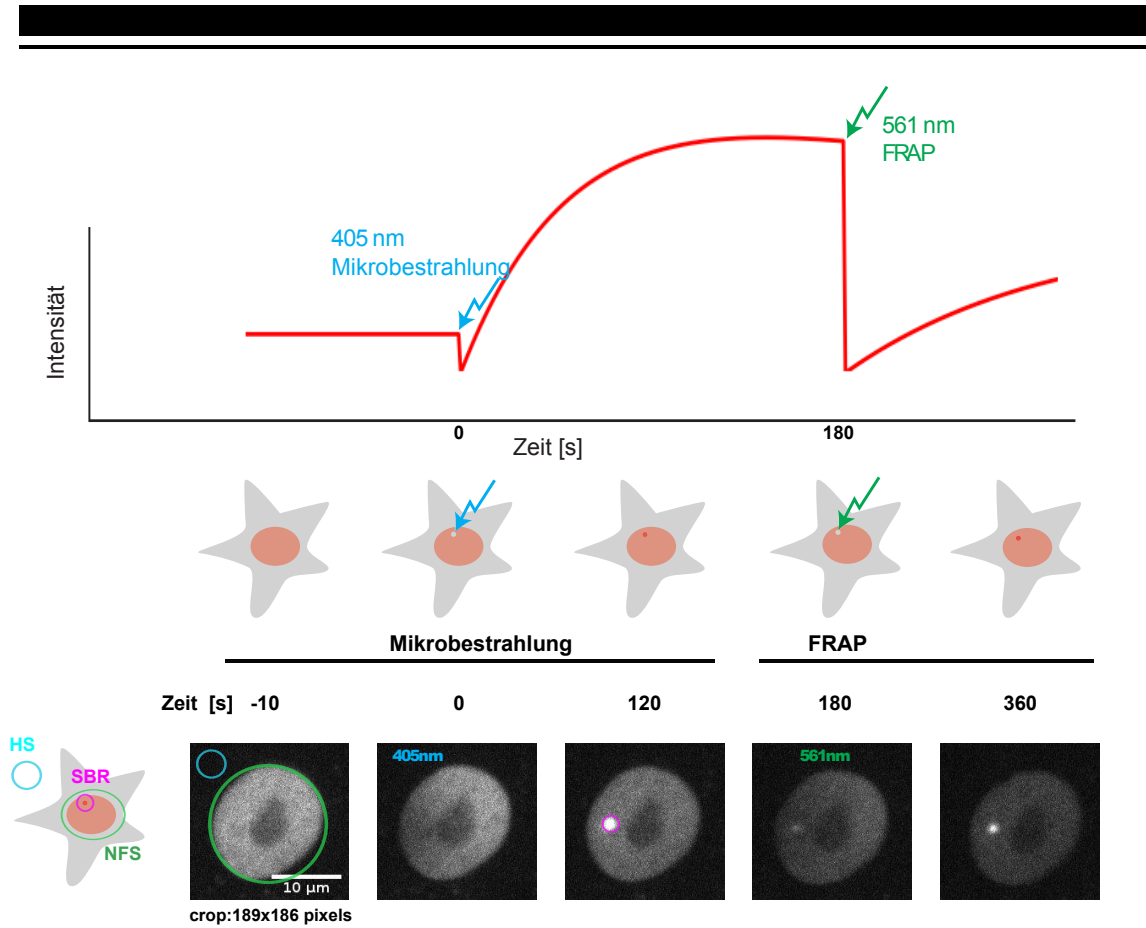 561 nm
FRAP
405 nm
Mikrobestrahlung
Intensität
0
180
Zeit [s]
Mikrobestrahlung
FRAP
Zeit [s] -10 0 120 180 360
HS
SBR
NFS
405nm
561nm
10 µm
crop:189x186 pixels